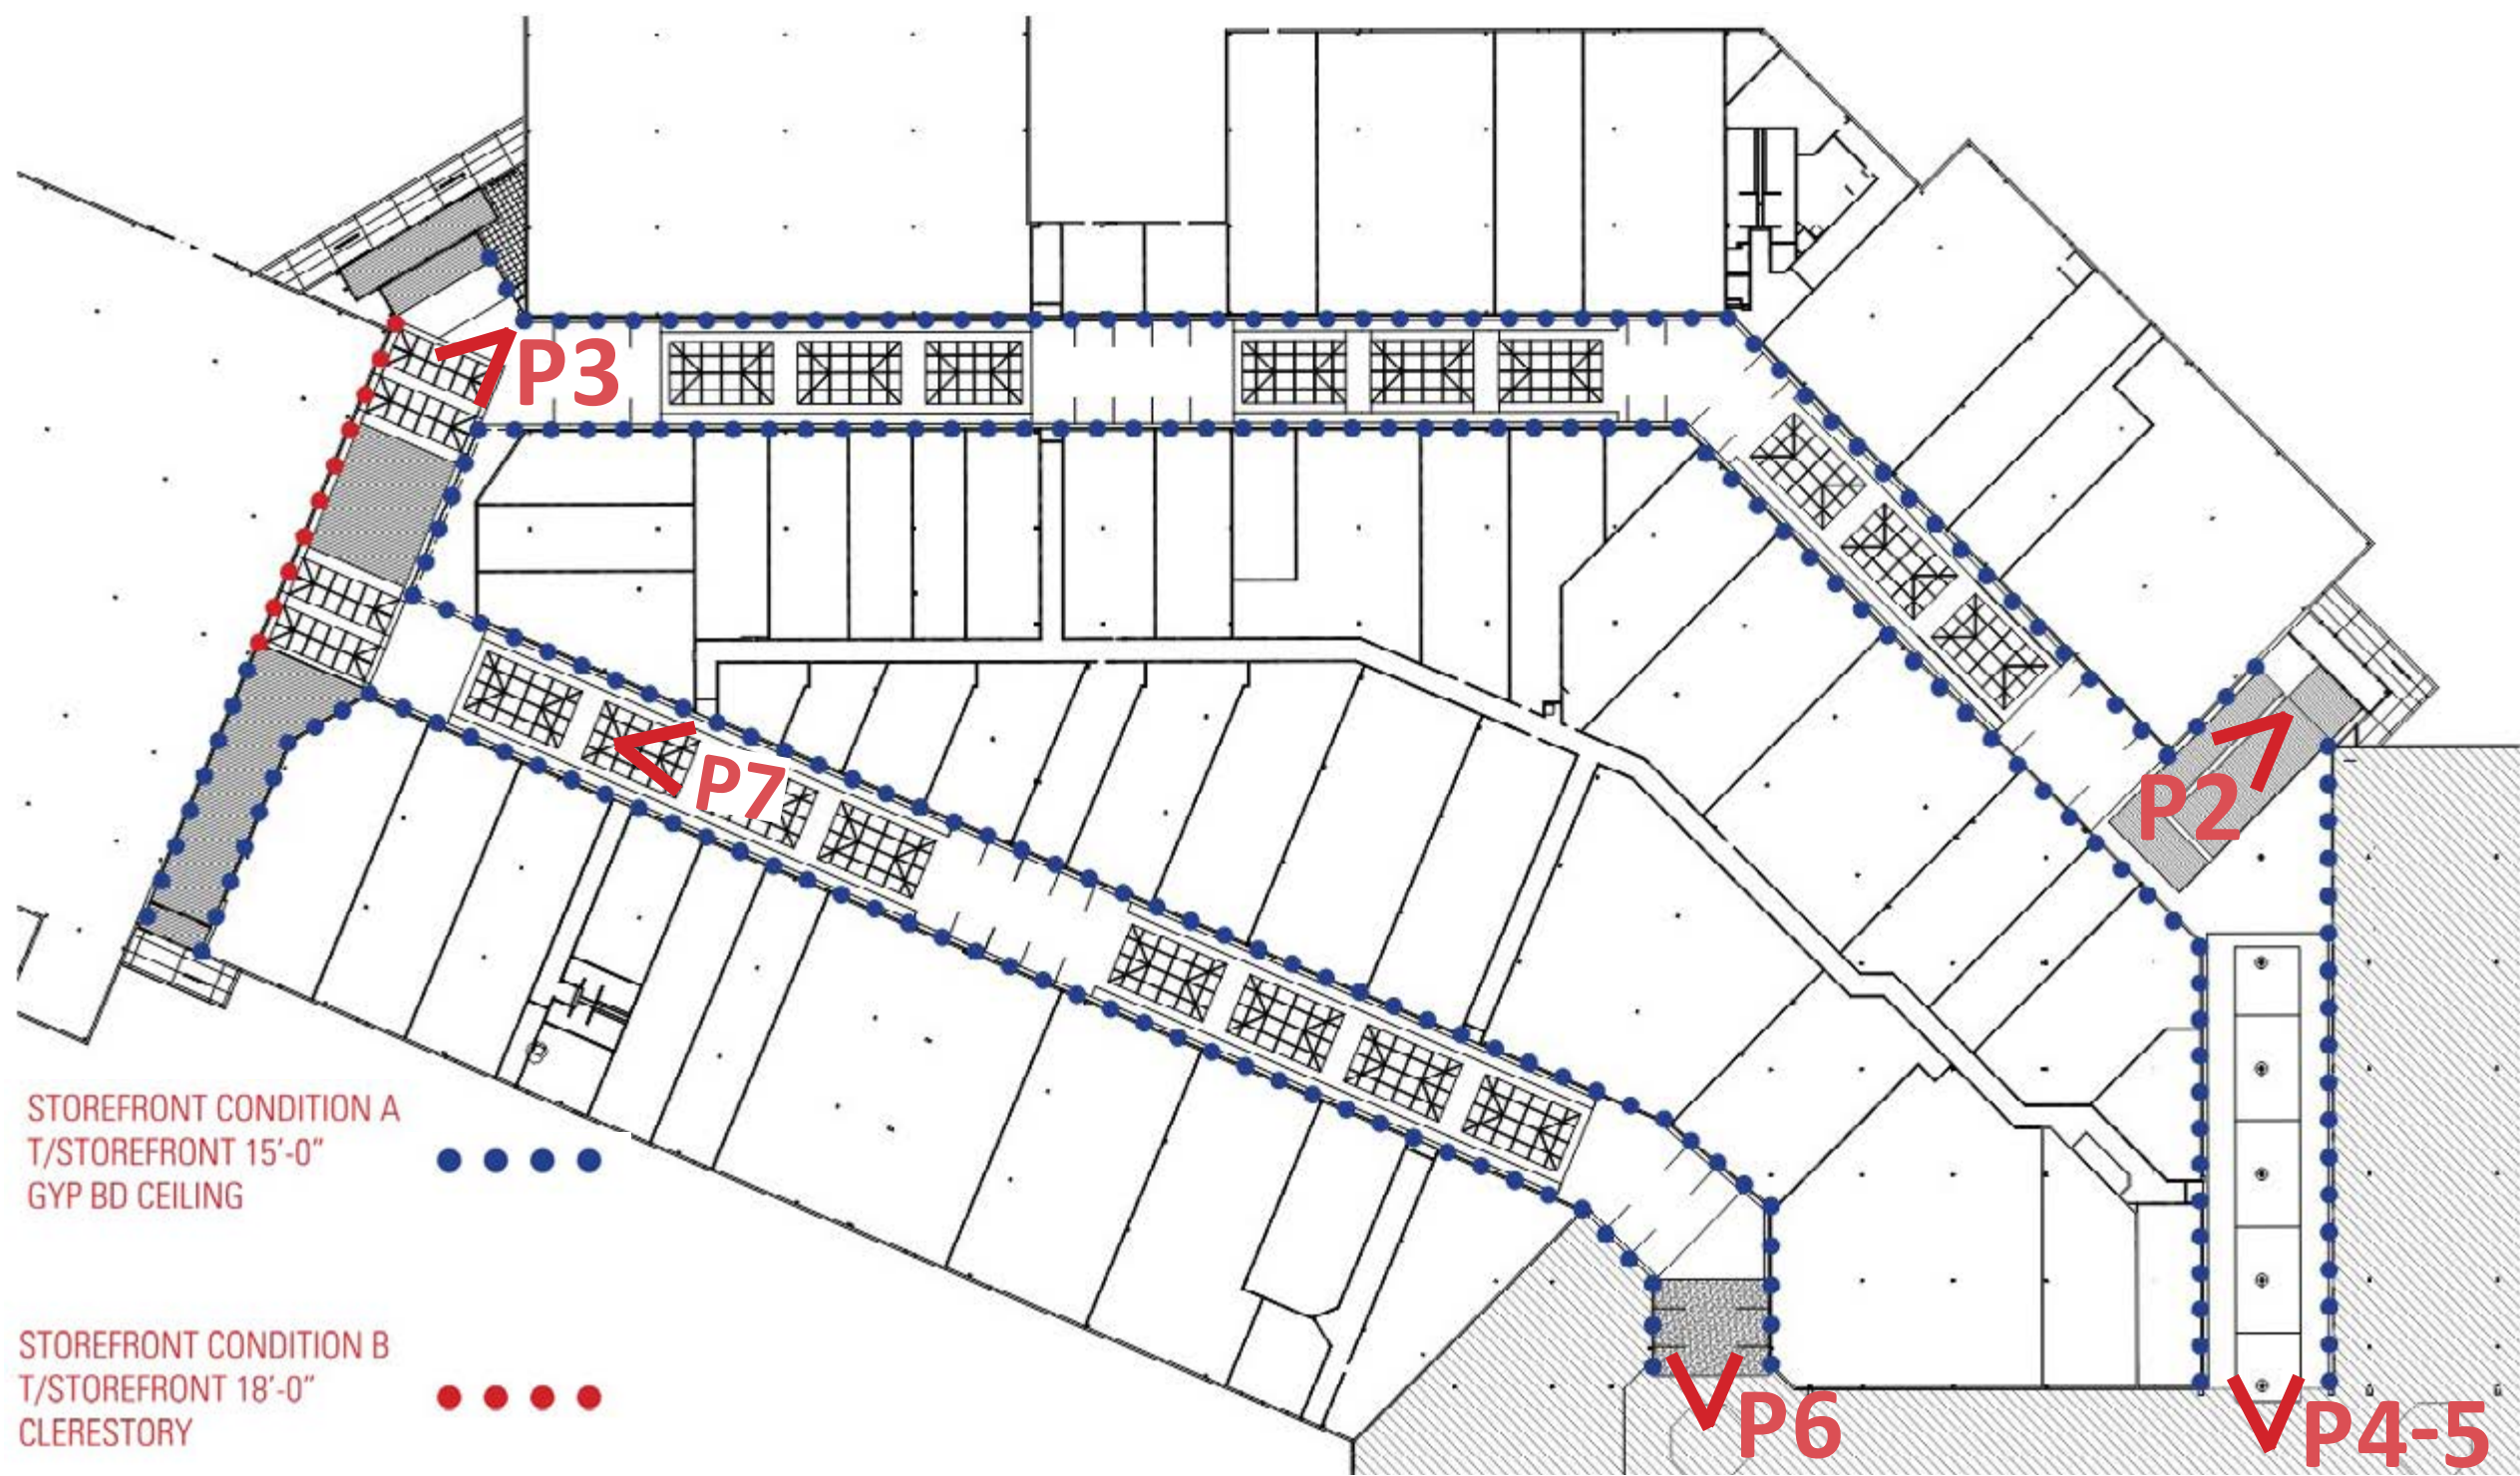 P3
P7
P2
STOREFRONT CONDITION A
T/STOREFRONT 15'-0"
GYP BD CEILING
STOREFRONT CONDITION B
T/STOREFRONT 18'-0"
CLERESTORY
P6
P4-5